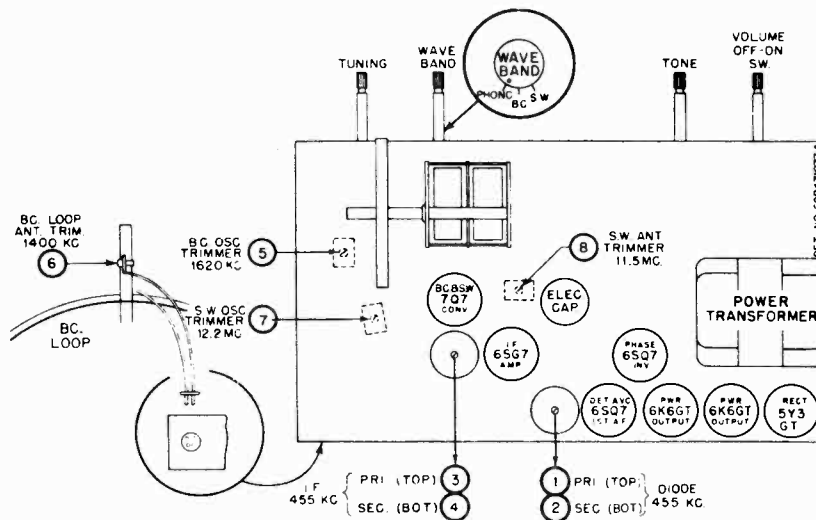 TUNING
WAVE
BAND
WAVE
BAND
PHONO
BC
SW
TONE
VOLUME
OFF-ON
SW.
BC. LOOP
ANT. TRIM.
1400 KC
6
BC. OSC
TRIMMER
1620 KC
5
8
S.W. ANT
TRIMMER
11.5 MC.
BC&SW
7Q7
CONV
ELEC
CAP
POWER
TRANSFORMER
BC.
LOOP
S.W. OSC
TRIMMER
12.2 MC
7
I.F
6SG7
AMP
PHASE
6SQ7
INV
DET AVC
6SQ7
1ST A.F
PWR
6K6GT
OUTPUT
PWR
6K6GT
OUTPUT
RECT
5Y3
GT
I.F
455 KC
PRI. (TOP) 3
SEC. (BOT) 4
1 PRI (TOP)
2 SEC (BOT)
DIODE
455 KC.